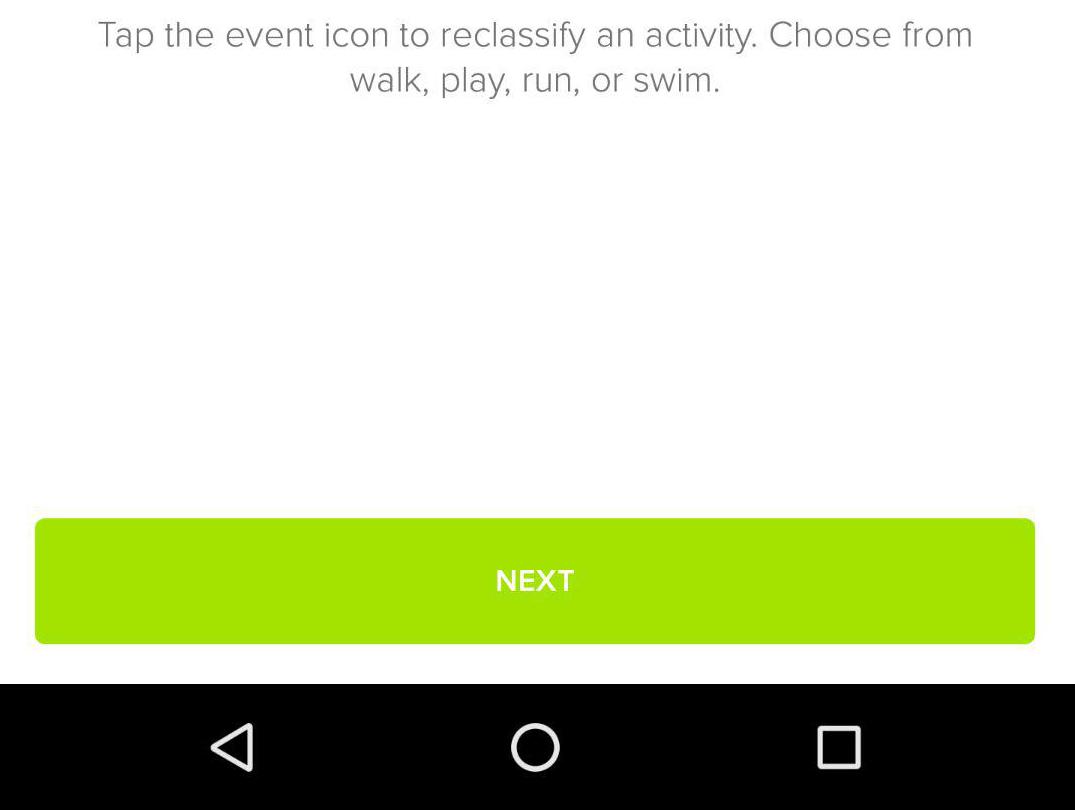 Tap the event icon to reclassify an activity. Choose from
walk, play, run, or swim.
NEXT